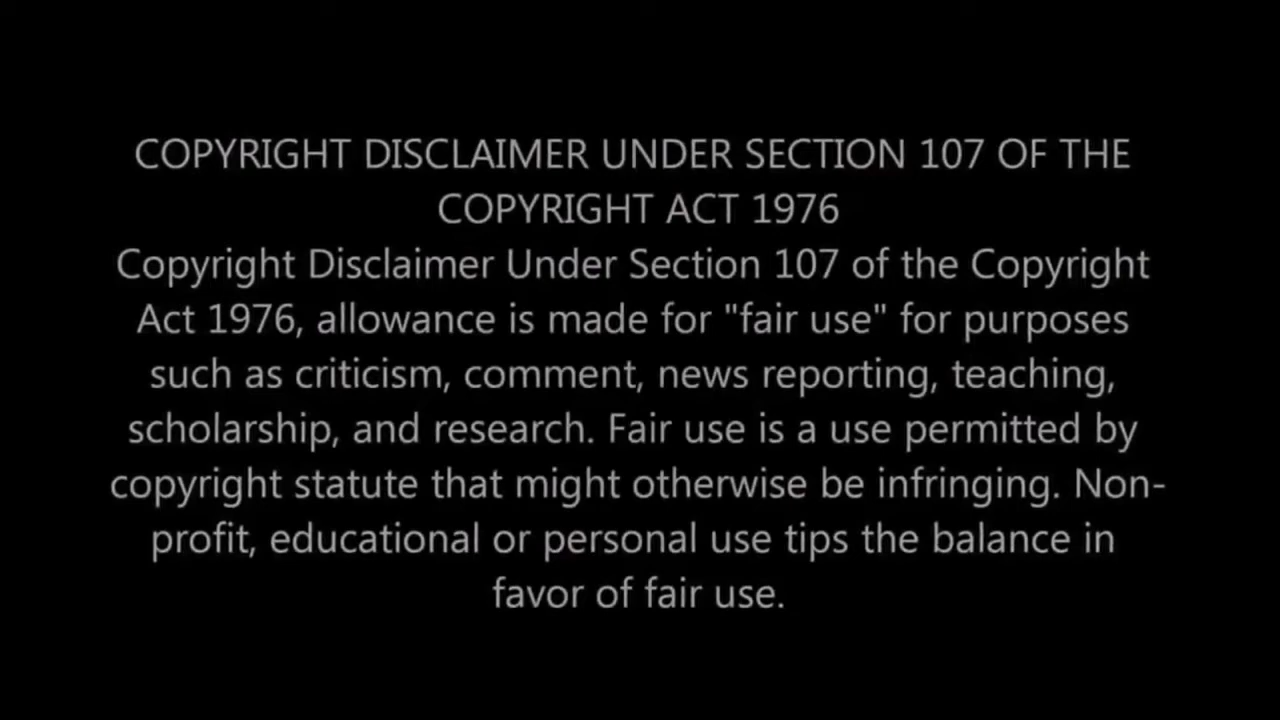 COPYRIGHT DISCLAIMER UNDER SECTION 107 OF THE
COPYRIGHT ACT 1976
Copyright Disclaimer Under Section 107 of the Copyright
Act 1976, allowance is made for "fair use" for purposes
such as criticism, comment, news reporting, teaching,
scholarship, and research. Fair use is a use permitted by
copyright statute that might otherwise be infringing. Non-
profit, educational or personal use tips the balance in
favor of fair use.